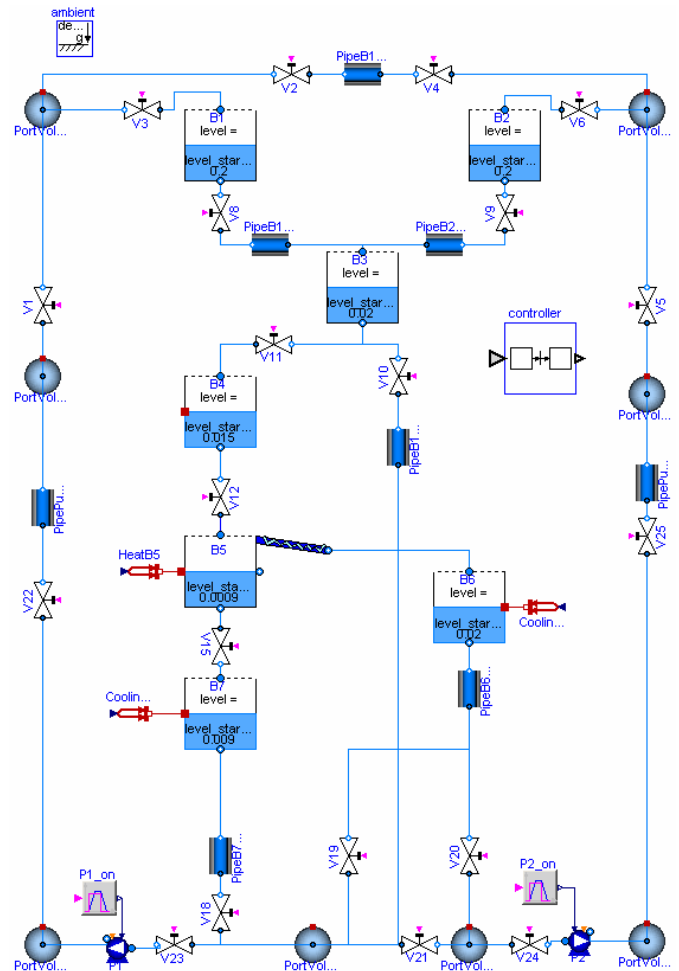 ambient
de...
g
V2
PipeB1...
V4
PortVol...
V3
B1
level =
level_star...
0.2
B2
level =
level_star...
0.2
V6
PortVol...
V8
PipeB1...
PipeB2...
V9
B3
level =
level_star...
0.02
V1
V11
V10
controller
V5
PortVol...
B4
level =
level_star...
0.015
PortVol...
PipePu...
V12
PipeB1...
PipePu...
V25
HeatB5
B5
level_sta...
0.0009
V22
B6
level =
level_star...
0.02
Coolin...
V15
Coolin...
B7
level =
level_star...
0.009
PipeB6...
PipeB7...
V19
V20
P1_on
P2_on
V18
PortVol...
P1
V23
PortVol...
V21
PortVol...
V24
P2
PortVol...